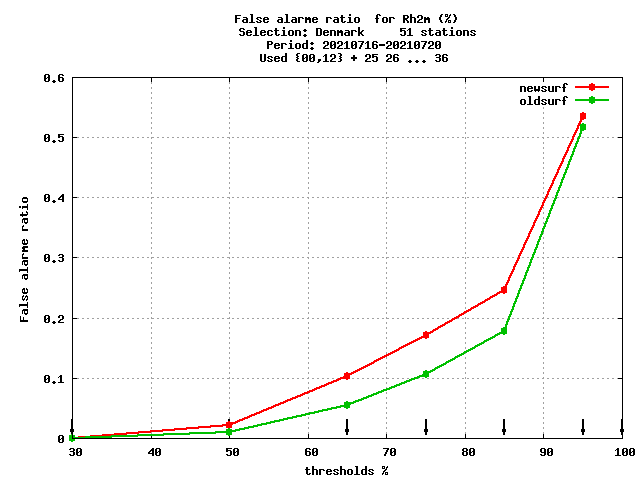 False alarme ratio  for Rh2m (%)
Selection: Denmark     51 stations
Period: 20210716-20210720
Used {00,12} + 25 26 ... 36
newsurf
oldsurf
0.6
0.5
0.4
0.3
0.2
0.1
0
False alarme ratio
30 40 50 60 70 80 90 100
thresholds %